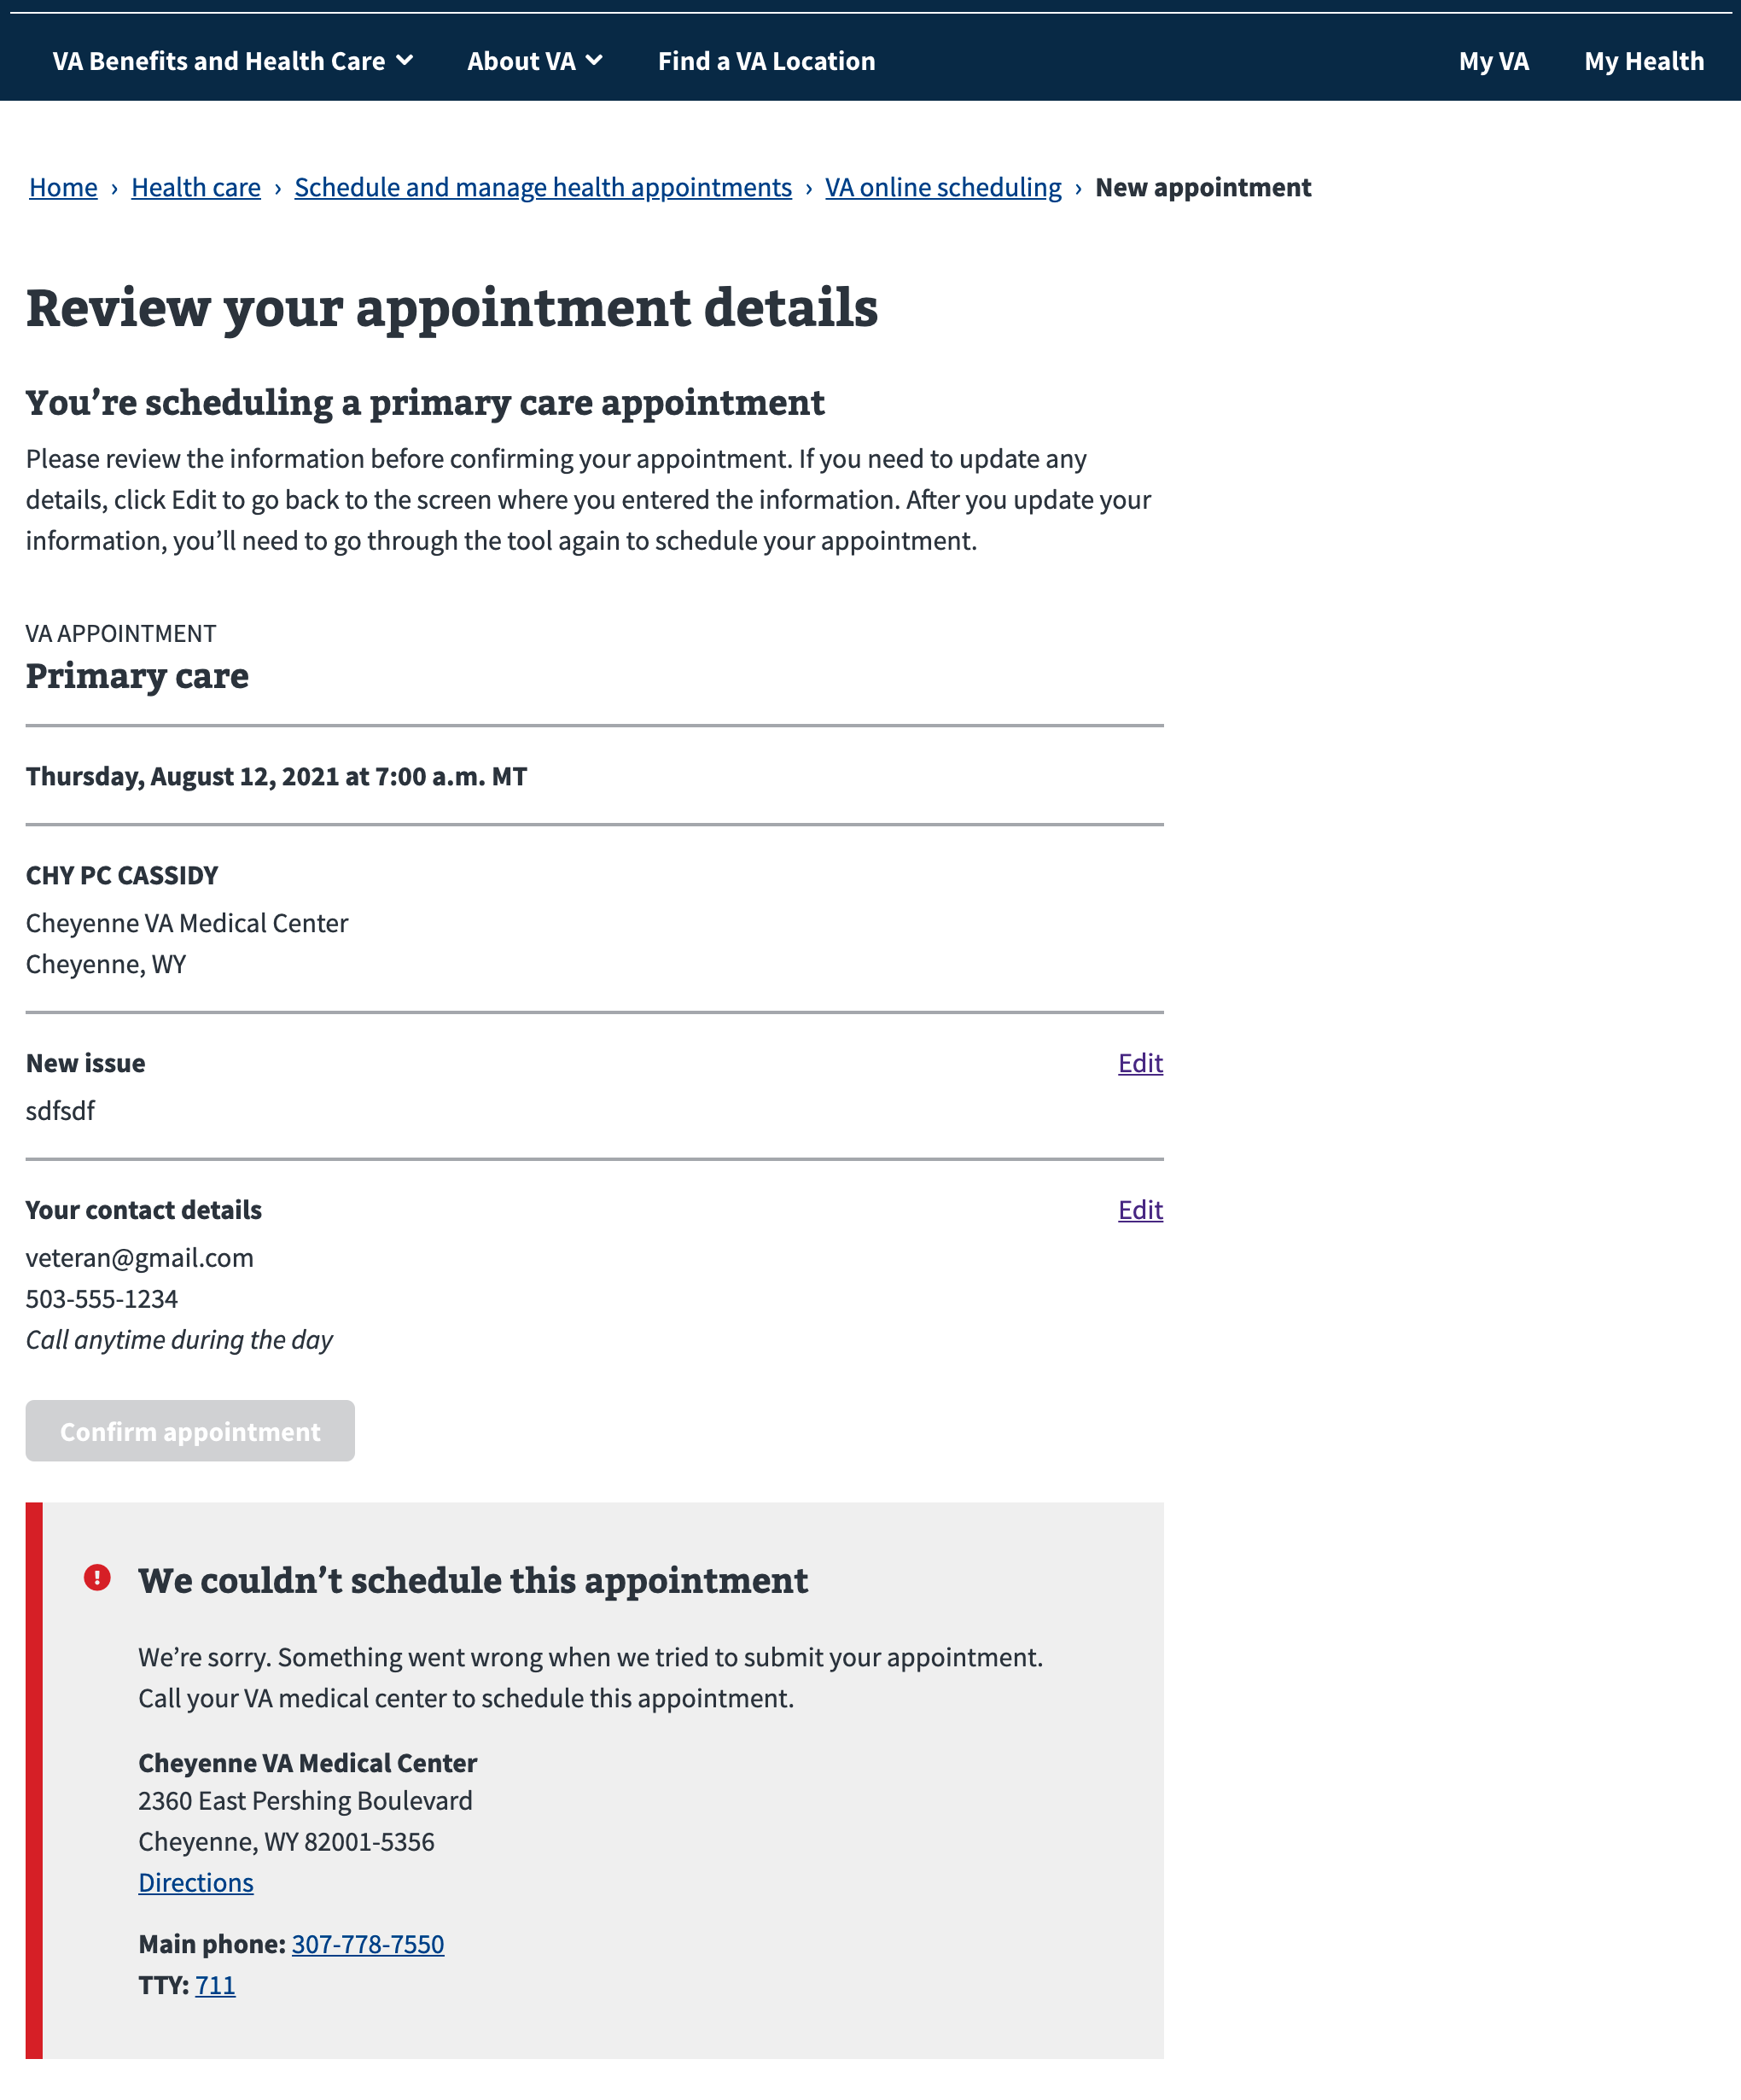 VA Benefits and Health Care
About VA
Find a VA Location
My VA
My Health
Home › Health care › Schedule and manage health appointments › VA online scheduling › New appointment
Review your appointment details
You’re scheduling a primary care appointment
Please review the information before confirming your appointment. If you need to update any
details, click Edit to go back to the screen where you entered the information. After you update your
information, you’ll need to go through the tool again to schedule your appointment.
VA APPOINTMENT
Primary care
Thursday, August 12, 2021 at 7:00 a.m. MT
CHY PC CASSIDY
Cheyenne VA Medical Center
Cheyenne, WY
New issue
Edit
sdfsdf
Your contact details
Edit
veteran@gmail.com
503-555-1234
Call anytime during the day
Confirm appointment
We couldn’t schedule this appointment
We’re sorry. Something went wrong when we tried to submit your appointment.
Call your VA medical center to schedule this appointment.
Cheyenne VA Medical Center
2360 East Pershing Boulevard
Cheyenne, WY 82001-5356
Directions
Main phone: 307-778-7550
TTY: 711